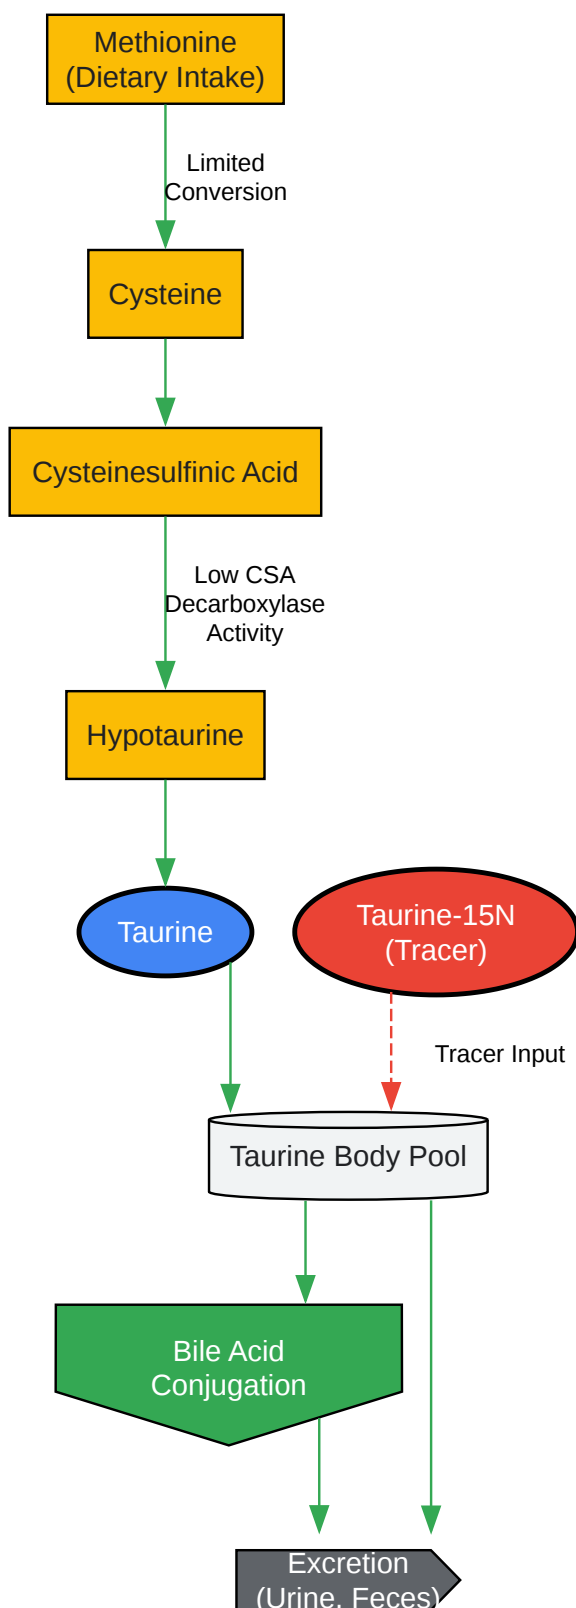 Methionine
(Dietary Intake)
Limited
Conversion
Cysteine
Cysteinesulfinic Acid
Low CSA
Decarboxylase
Activity
Hypotaurine
Taurine
Taurine-15N
(Tracer)
Tracer Input
Taurine Body Pool
Bile Acid
Conjugation
Excretion
(Urine, Feces)